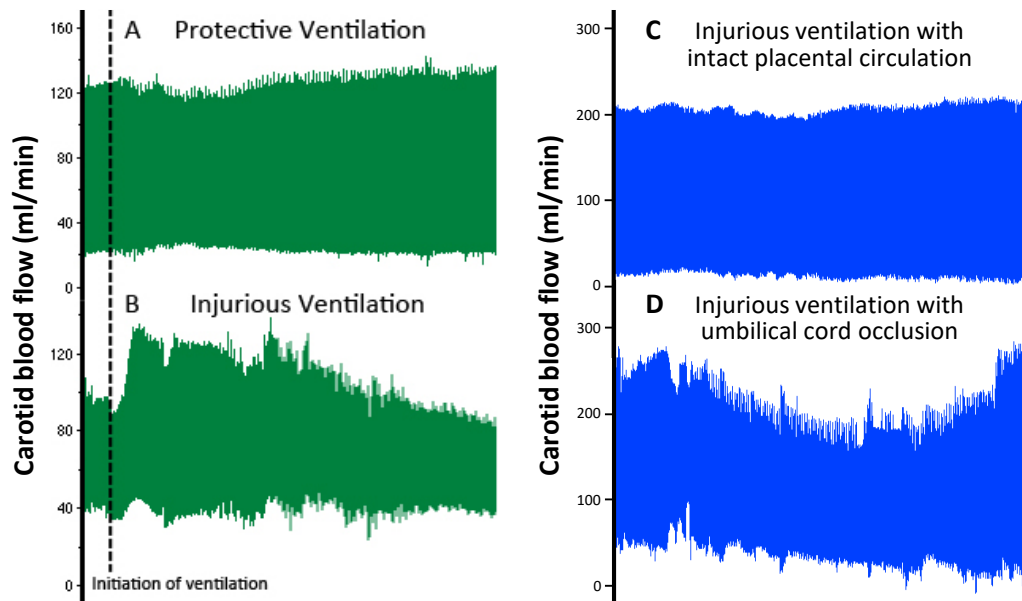 A Protective Ventilation
160
120
80
40
0
B Injurious Ventilation
120
80
40
0
Initiation of ventilation
Carotid blood flow (ml/min)
C Injurious ventilation with
intact placental circulation
300
200
100
0
D Injurious ventilation with
umbilical cord occlusion
300
200
100
0
Carotid blood flow (ml/min)